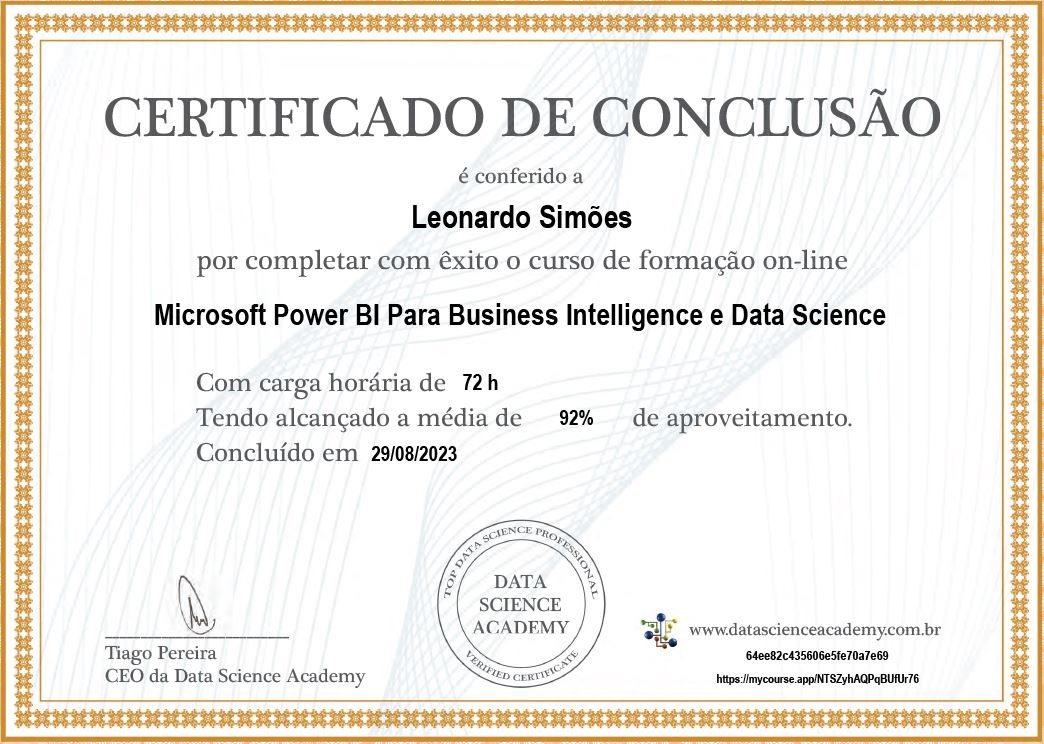 CERTIFICADO DE CONCLUSÃO
é conferido a
Leonardo Simões
por completar com êxito o curso de formação on-line
Microsoft Power BI Para Business Intelligence e Data Science
Com carga horária de 72 h
Tendo alcançado a média de 92% de aproveitamento.
Concluído em 29/08/2023
TOP DATA SCIENCE PROFESSIONAL
DATA
SCIENCE
ACADEMY
VERIFIED CERTIFICATE
Tiago Pereira
CEO da Data Science Academy
www.datascienceacademy.com.br
64ee82c435606e5fe70a7e69
https://mycourse.app/NTSZyhAQPqBUfUr76